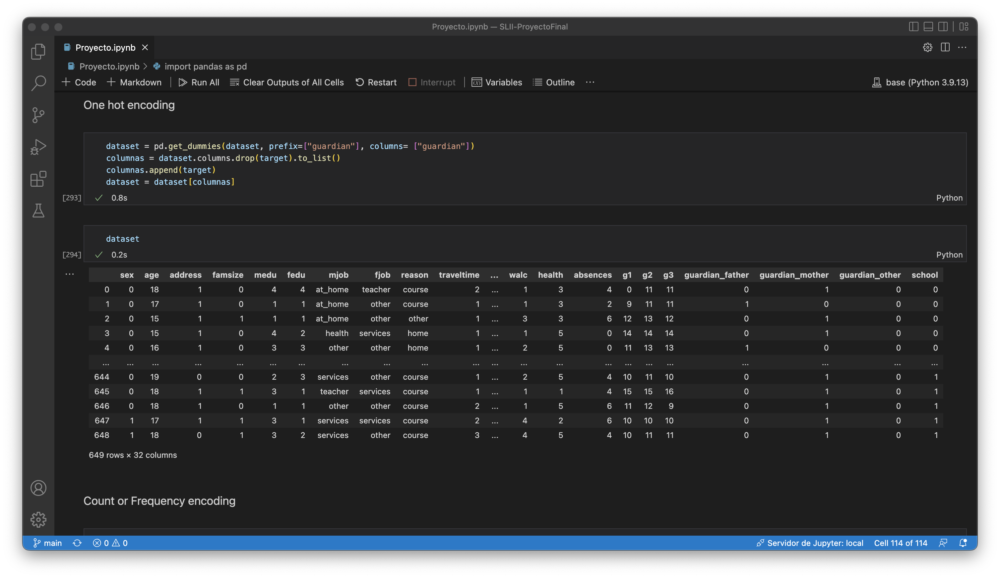 Proyecto.ipynb — SLII-ProyectoFinal
Proyecto.ipynb
Proyecto.ipynb > import pandas as pd
Code Markdown Run All Clear Outputs of All Cells Restart Interrupt Variables Outline ... base (Python 3.9.13)
One hot encoding
dataset = pd.get_dummies(dataset, prefix=["guardian"], columns= ["guardian"])
columnas = dataset.columns.drop(target).to_list()
columnas.append(target)
dataset = dataset[columnas]
[293] 0.8s Python
dataset
[294] 0.2s Python
... sex age address famsize medu fedu mjob fjob reason traveltime ... walc health absences g1 g2 g3 guardian_father guardian_mother guardian_other school
0 0 18 1 0 4 4 at_home teacher course 2 ... 1 3 4 0 11 11 0 1 0 0
1 0 17 1 0 1 1 at_home other course 1 ... 1 3 2 9 11 11 1 0 0 0
2 0 15 1 1 1 1 at_home other other 1 ... 3 3 6 12 13 12 0 1 0 0
3 0 15 1 0 4 2 health services home 1 ... 1 5 0 14 14 14 0 1 0 0
4 0 16 1 0 3 3 other other home 1 ... 2 5 0 11 13 13 1 0 0 0
... ... ... ... ... ... ... ... ... ... ... ... ... ... ... ... ... ... ... ... ... ...
644 0 19 0 0 2 3 services other course 1 ... 2 5 4 10 11 10 0 1 0 1
645 0 18 1 1 3 1 teacher services course 1 ... 1 1 4 15 15 16 0 1 0 1
646 0 18 1 0 1 1 other other course 2 ... 1 5 6 11 12 9 0 1 0 1
647 1 17 1 1 3 1 services services course 2 ... 4 2 6 10 10 10 0 1 0 1
648 1 18 0 1 3 2 services other course 3 ... 4 5 4 10 11 11 0 1 0 1
649 rows × 32 columns
Count or Frequency encoding
main 0 0 Servidor de Jupyter: local Cell 114 of 114